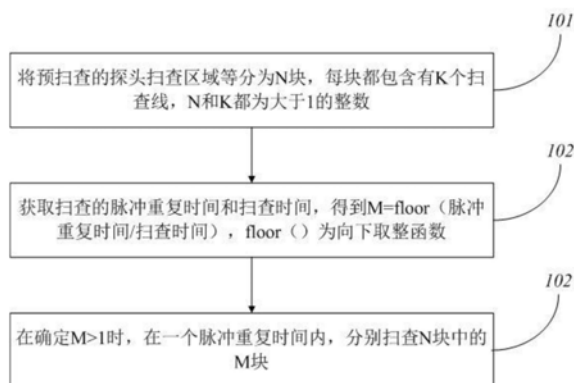 101
将预扫查的探头扫查区域等分为N块，每块都包含有K个扫
查线，N和K都为大于1的整数
102
获取扫查的脉冲重复时间和扫查时间，得到M=floor（脉冲
重复时间/扫查时间），floor（）为向下取整函数
102
在确定M>1时，在一个脉冲重复时间内，分别扫查N块中的
M块